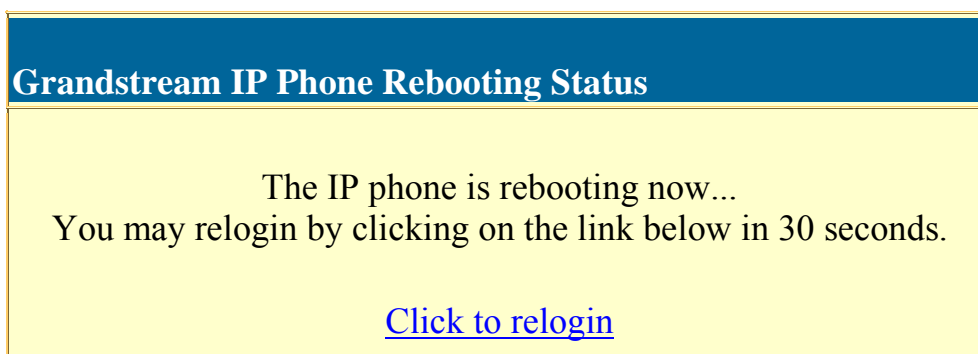 Grandstream IP Phone Rebooting Status
The IP phone is rebooting now...
You may relogin by clicking on the link below in 30 seconds.
Click to relogin